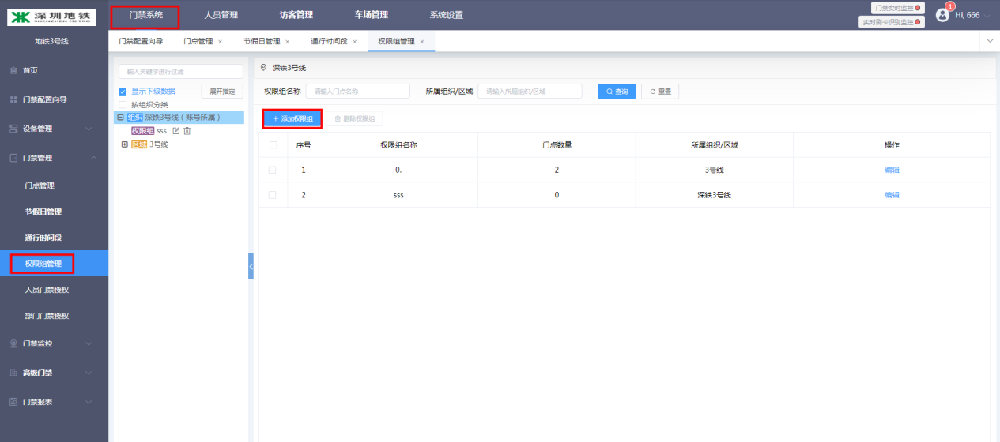 深圳地铁
SHENZHEN METRO
地铁3号线
首页
门禁配置向导
设备管理
门禁管理
门点管理
节假日管理
通行时间段
权限组管理
人员门禁授权
部门门禁授权
门禁监控
高级门禁
门禁报表
门禁系统 人员管理 访客管理 车场管理 系统设置
门禁实时监控
实时刷卡识别监控
1
Hi, 666
门禁配置向导 门点管理 × 节假日管理 × 通行时间段 × 权限组管理 ×
输入关键字进行过滤
显示下级数据 展开指定
按组织分类
组织 深铁3号线（账号所属）
权限组 sss
区域 3号线
深铁3号线
权限组名称 请输入门点名称 所属组织/区域 请输入所属组织/区域 查询 重置
+ 添加权限组 删除权限组
序号 权限组名称 门点数量 所属组织/区域 操作
1 0. 2 3号线 编辑
2 sss 0 深铁3号线 编辑